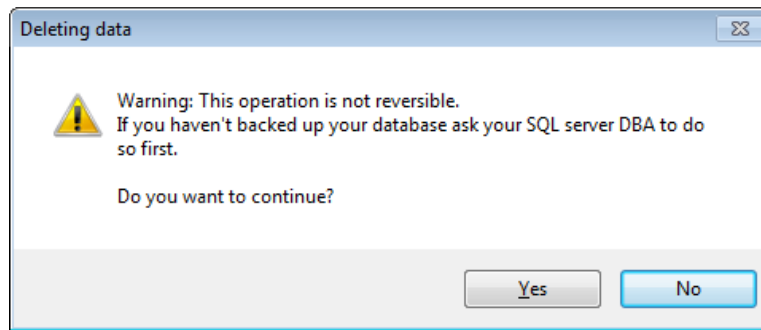 Deleting data
Warning: This operation is not reversible.
If you haven't backed up your database ask your SQL server DBA to do
so first.
Do you want to continue?
Yes
No